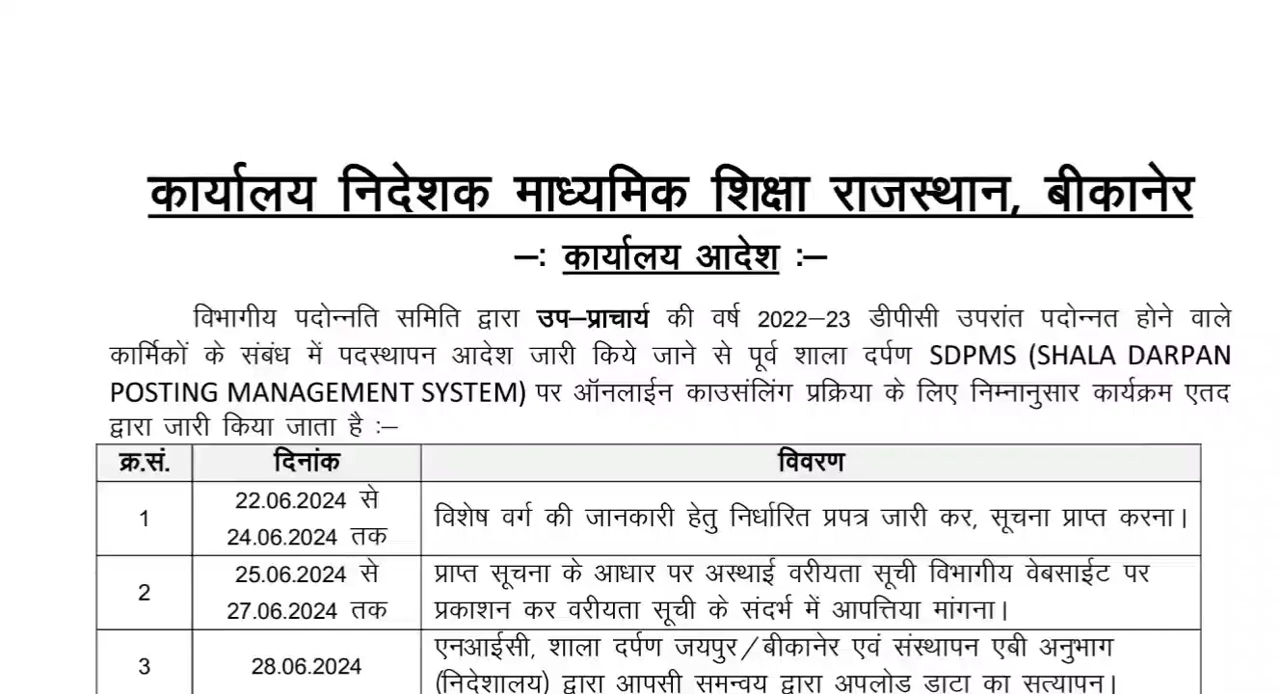 कार्यालय निदेशक माध्यमिक शिक्षा राजस्थान, बीकानेर
–: कार्यालय आदेश :–
विभागीय पदोन्नति समिति द्वारा उप–प्राचार्य की वर्ष 2022–23 डीपीसी उपरांत पदोन्नत होने वाले
कार्मिकों के संबंध में पदस्थापन आदेश जारी किये जाने से पूर्व शाला दर्पण SDPMS (SHALA DARPAN
POSTING MANAGEMENT SYSTEM) पर ऑनलाईन काउसंलिंग प्रक्रिया के लिए निम्नानुसार कार्यक्रम एतद
द्वारा जारी किया जाता है :–
क्र.सं. दिनांक विवरण
1 22.06.2024 से 24.06.2024 तक विशेष वर्ग की जानकारी हेतु निर्धारित प्रपत्र जारी कर, सूचना प्राप्त करना।
2 25.06.2024 से 27.06.2024 तक प्राप्त सूचना के आधार पर अस्थाई वरीयता सूची विभागीय वेबसाईट पर
प्रकाशन कर वरीयता सूची के संदर्भ में आपत्तिया मांगना।
3 28.06.2024 एनआईसी, शाला दर्पण जयपुर/बीकानेर एवं संस्थापन एबी अनुभाग
(निदेशालय) द्वारा आपसी समन्वय द्वारा अपलोड डाटा का सत्यापन।